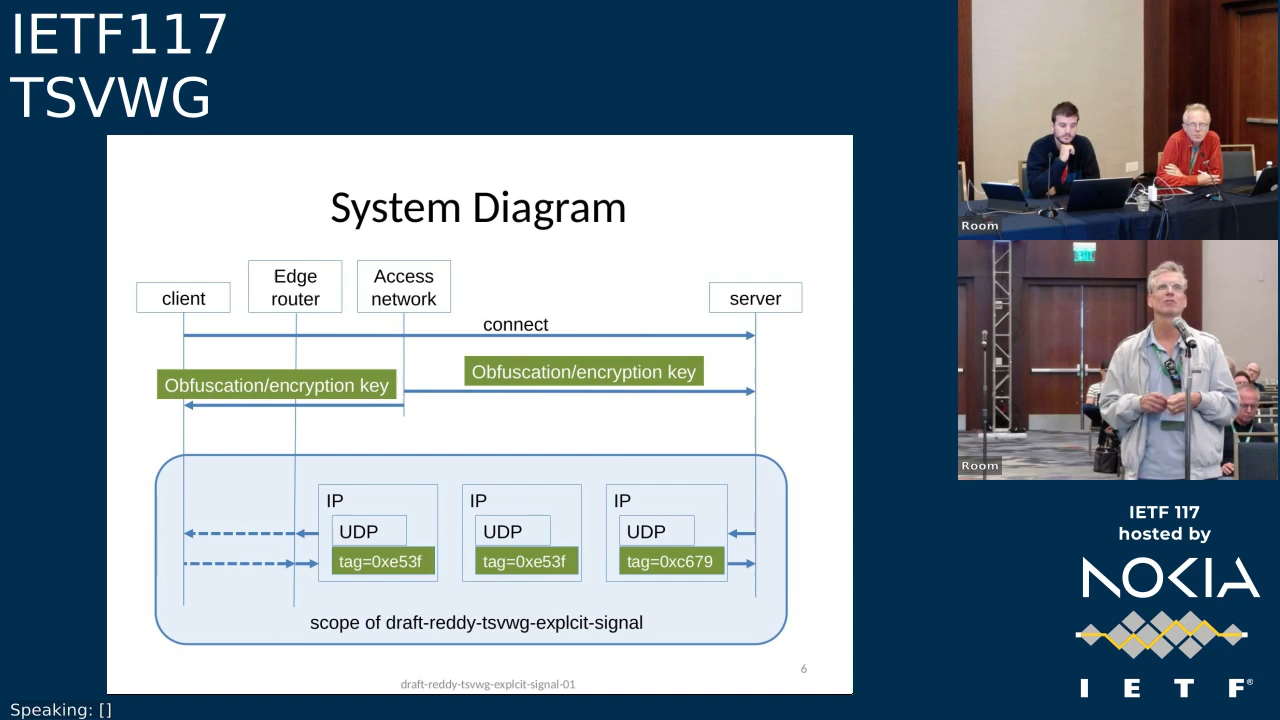 IETF117
TSVWG
System Diagram
client
Edge
router
Access
network
server
connect
Obfuscation/encryption key
Obfuscation/encryption key
IP
UDP
tag=0xe53f
IP
UDP
tag=0xe53f
IP
UDP
tag=0xc679
scope of draft-reddy-tsvwg-explcit-signal
6
draft-reddy-tsvwg-explcit-signal-01
Room
Room
IETF 117
hosted by
NOKIA
I E T F®
Speaking: []